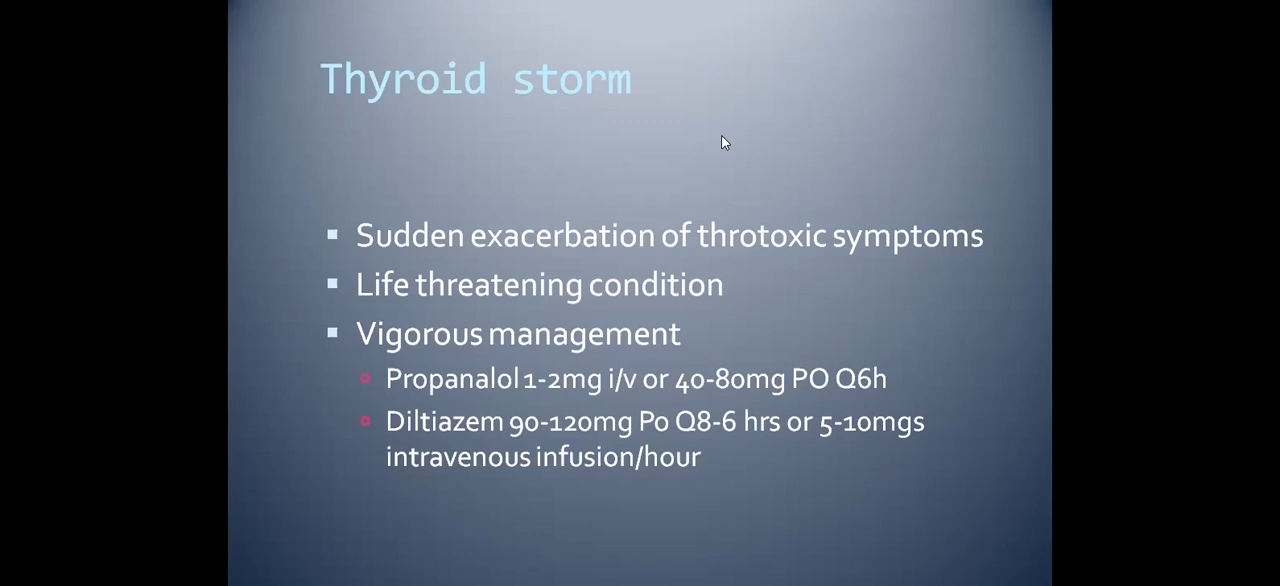 Thyroid storm
Sudden exacerbation of throtoxic symptoms
Life threatening condition
Vigorous management
Propanalol 1-2mg i/v or 40-80mg PO Q6h
Diltiazem 90-120mg Po Q8-6 hrs or 5-10mgs
intravenous infusion/hour